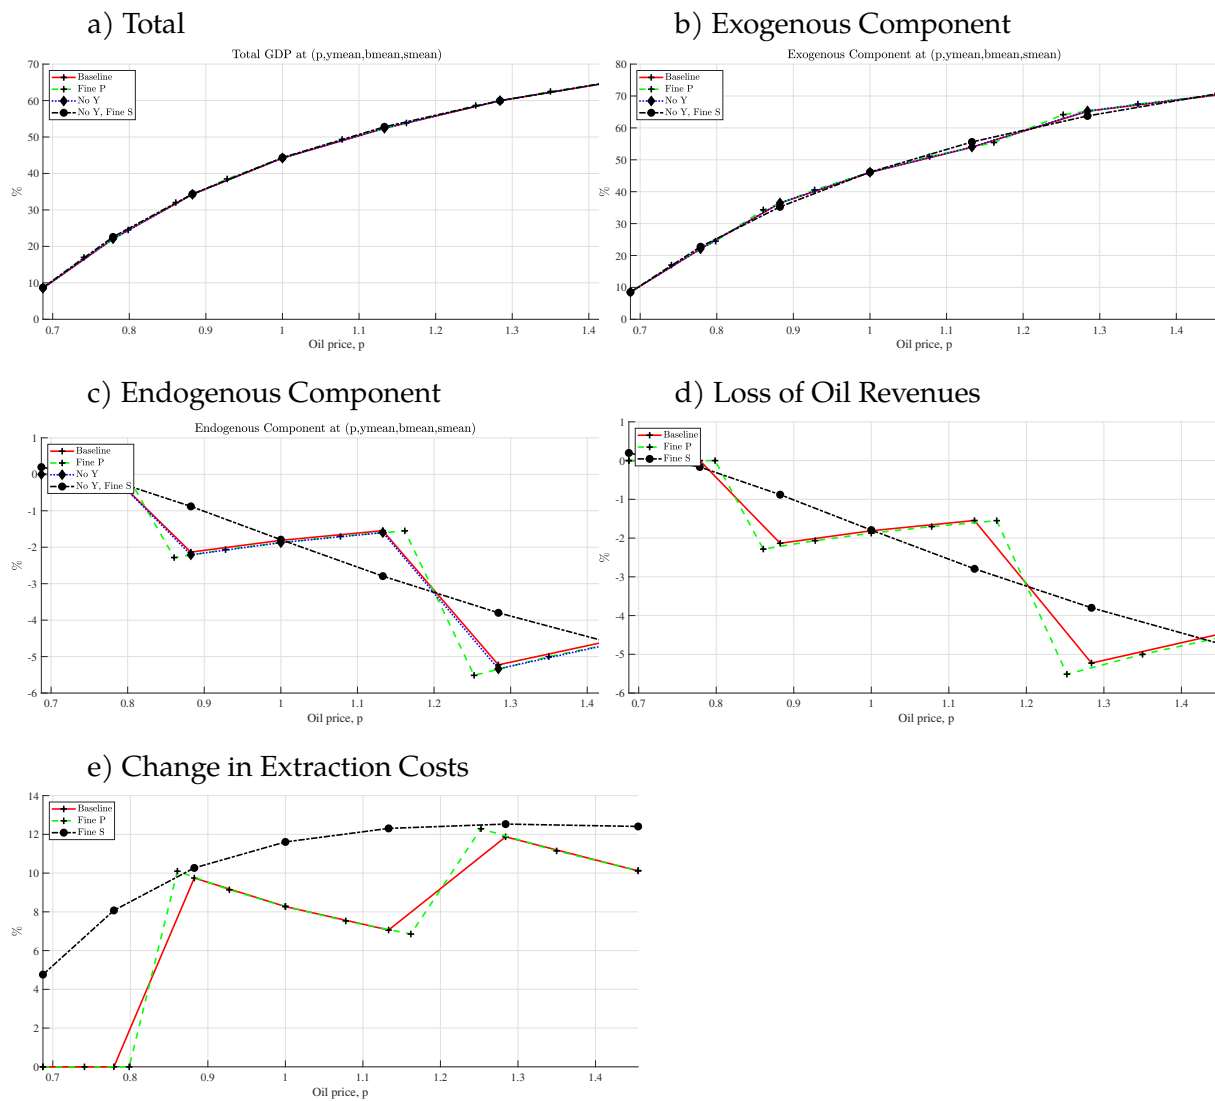 a) Total
Total GDP at (p,ymean,bmean,smean)
Baseline
Fine P
No Y
No Y, Fine S
70
60
50
40
30
20
10
0
%
0.7 0.8 0.9 1 1.1 1.2 1.3 1.4
Oil price, p
b) Exogenous Component
Exogenous Component at (p,ymean,bmean,smean)
Baseline
Fine P
No Y
No Y, Fine S
80
70
60
50
40
30
20
10
0
%
0.7 0.8 0.9 1 1.1 1.2 1.3 1.4
Oil price, p
c) Endogenous Component
Endogenous Component at (p,ymean,bmean,smean)
Baseline
Fine P
No Y
No Y, Fine S
1
0
-1
-2
-3
-4
-5
-6
%
0.7 0.8 0.9 1 1.1 1.2 1.3 1.4
Oil price, p
d) Loss of Oil Revenues
Baseline
Fine P
Fine S
1
0
-1
-2
-3
-4
-5
-6
%
0.7 0.8 0.9 1 1.1 1.2 1.3 1.4
Oil price, p
e) Change in Extraction Costs
Baseline
Fine P
Fine S
14
12
10
8
6
4
2
0
%
0.7 0.8 0.9 1 1.1 1.2 1.3 1.4
Oil price, p